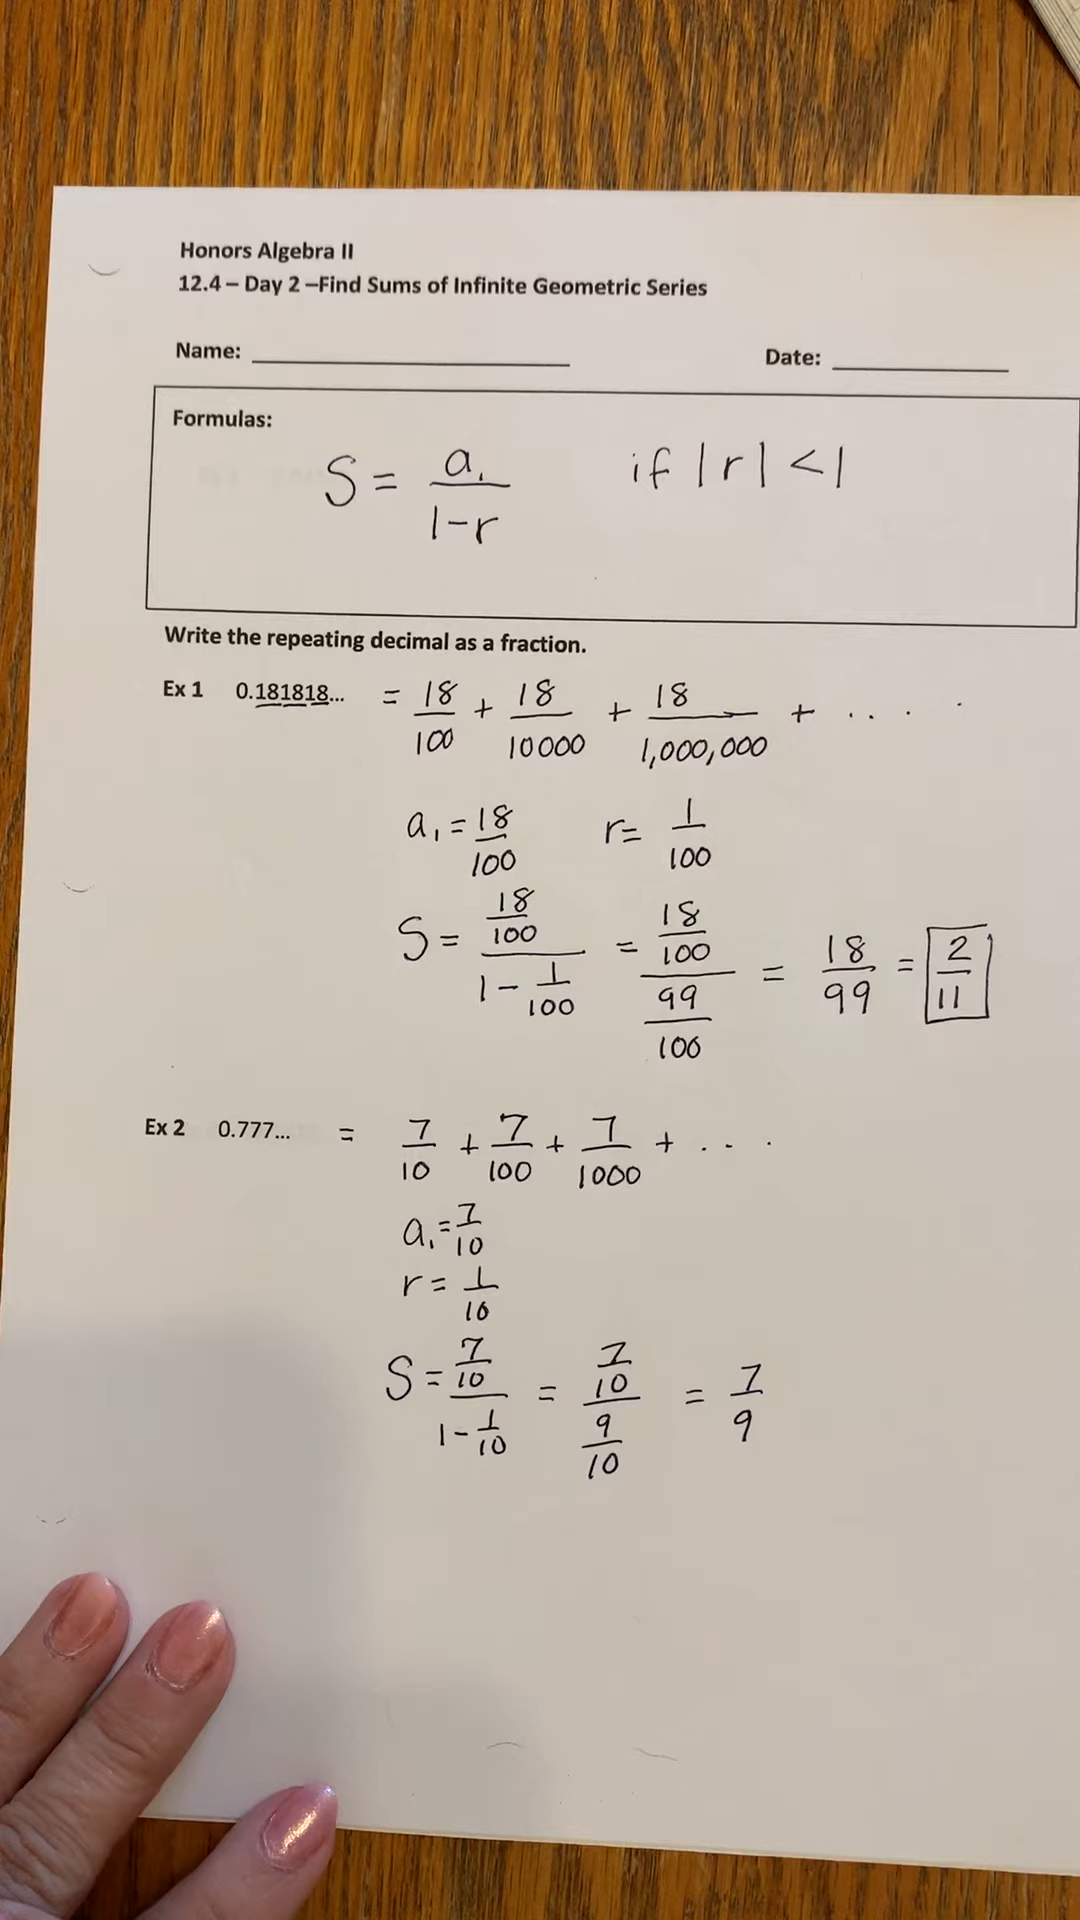 Honors Algebra II
12.4 – Day 2 –Find Sums of Infinite Geometric Series
Name: ____________ Date: ____________
Formulas:
S = a₁/(1-r) if |r| < 1
Write the repeating decimal as a fraction.
Ex 1 0.181818... = 18/100 + 18/10000 + 18/1,000,000 + ....
a₁ = 18/100 r = 1/100
S = (18/100)/(1 - 1/100) = (18/100)/(99/100) = 18/99 = 2/11
Ex 2 0.777... = 7/10 + 7/100 + 7/1000 + ...
a₁ = 7/10
r = 1/10
S = (7/10)/(1 - 1/10) = (7/10)/(9/10) = 7/9